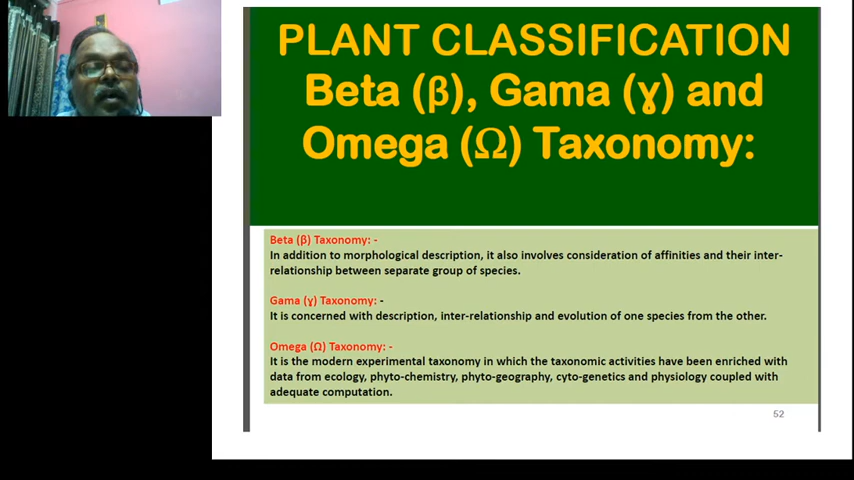 PLANT CLASSIFICATION
Beta (β), Gama (ɣ) and
Omega (Ω) Taxonomy:
Beta (β) Taxonomy: -
In addition to morphological description, it also involves consideration of affinities and their inter-
relationship between separate group of species.
Gama (ɣ) Taxonomy: -
It is concerned with description, inter-relationship and evolution of one species from the other.
Omega (Ω) Taxonomy: -
It is the modern experimental taxonomy in which the taxonomic activities have been enriched with
data from ecology, phyto-chemistry, phyto-geography, cyto-genetics and physiology coupled with
adequate computation.
52